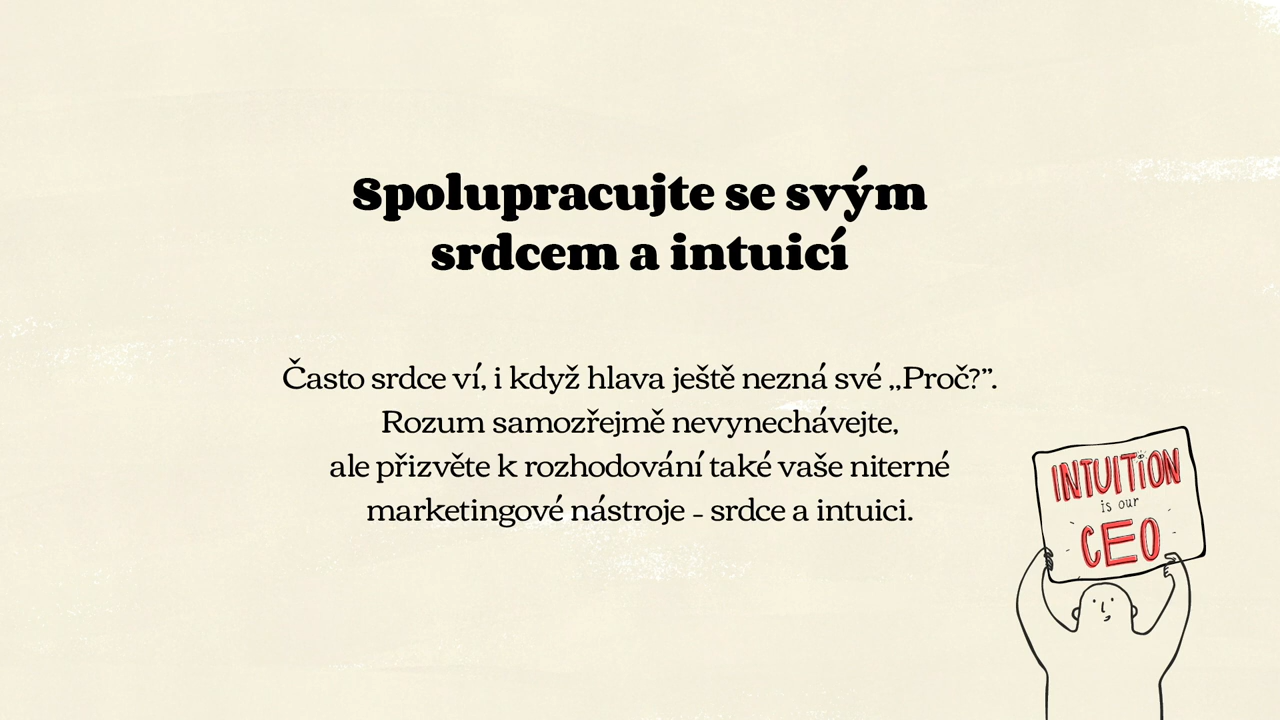 Spolupracujte se svým
srdcem a intuicí
Často srdce ví, i když hlava ještě nezná své ,,Proč?”.
Rozum samozřejmě nevynechávejte,
ale přizvěte k rozhodování také vaše niterné
marketingové nástroje - srdce a intuici.
INTUITiON
is our
CEO